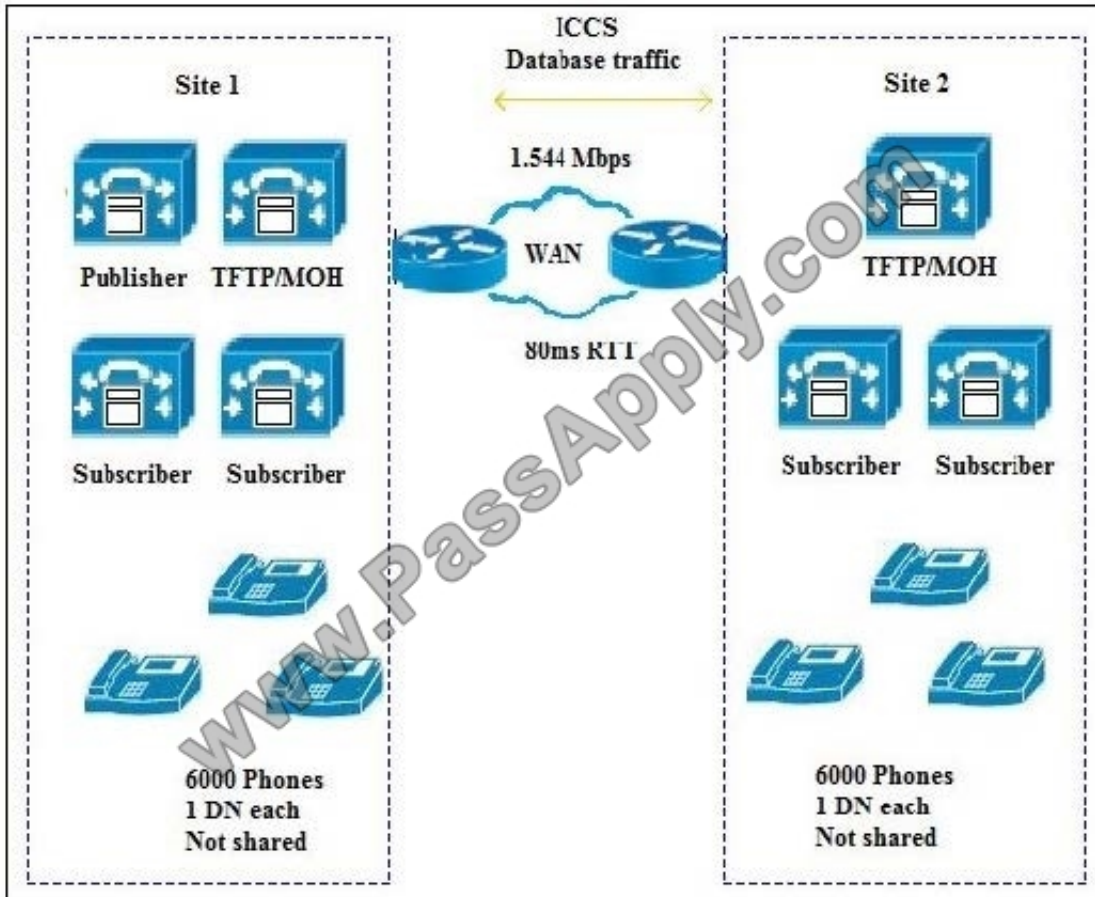 ICCS
Database traffic
Site 1
Site 2
1.544 Mbps
WAN
80ms RTT
Publisher
TFTP/MOH
TFTP/MOH
Subscriber
Subscriber
Subscriber
Subscriber
6000 Phones
1 DN each
Not shared
6000 Phones
1 DN each
Not shared
www.PassApply.com